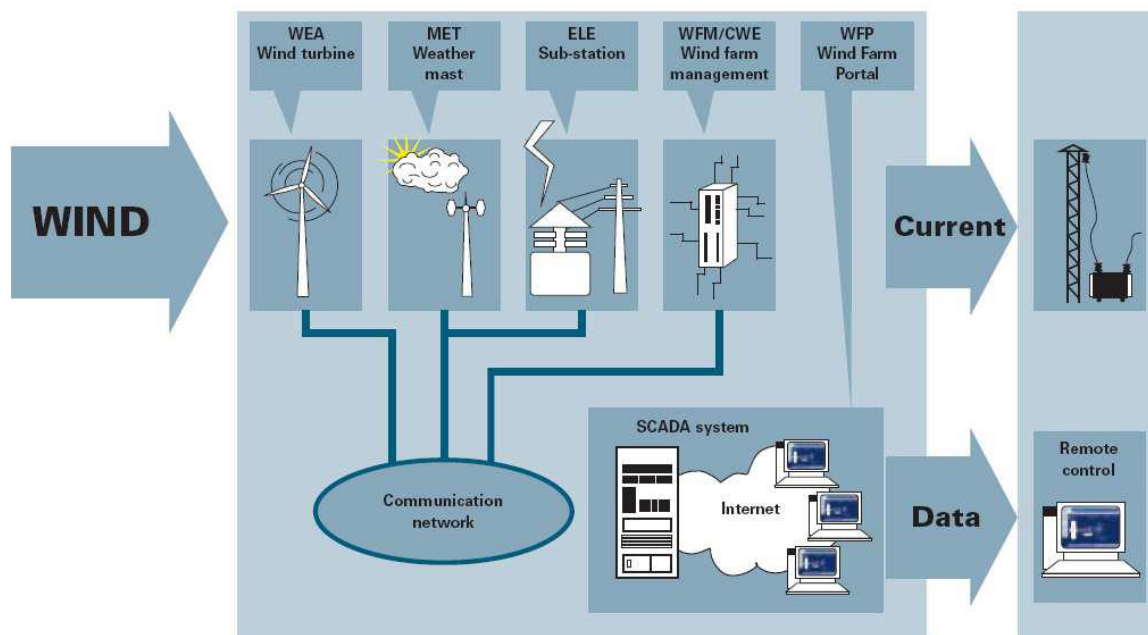 WEA
Wind turbine
MET
Weather
mast
ELE
Sub-station
WFM/CWE
Wind farm
management
WFP
Wind Farm
Portal
WIND
Current
SCADA system
Internet
Communication
network
Data
Remote
control